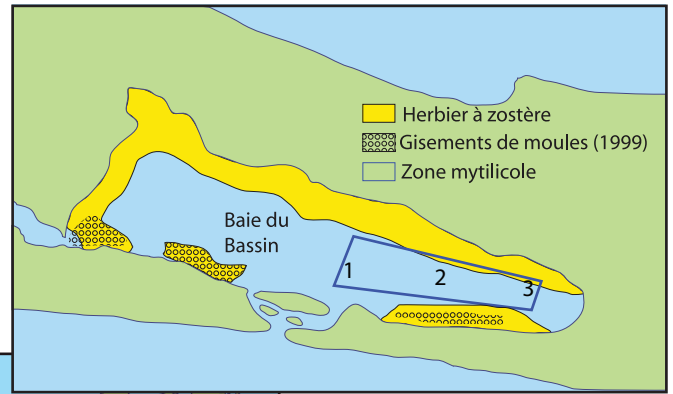 Herbier à zostère
Gisements de moules (1999)
Zone mytilicole
Baie du
Bassin
1
2
3